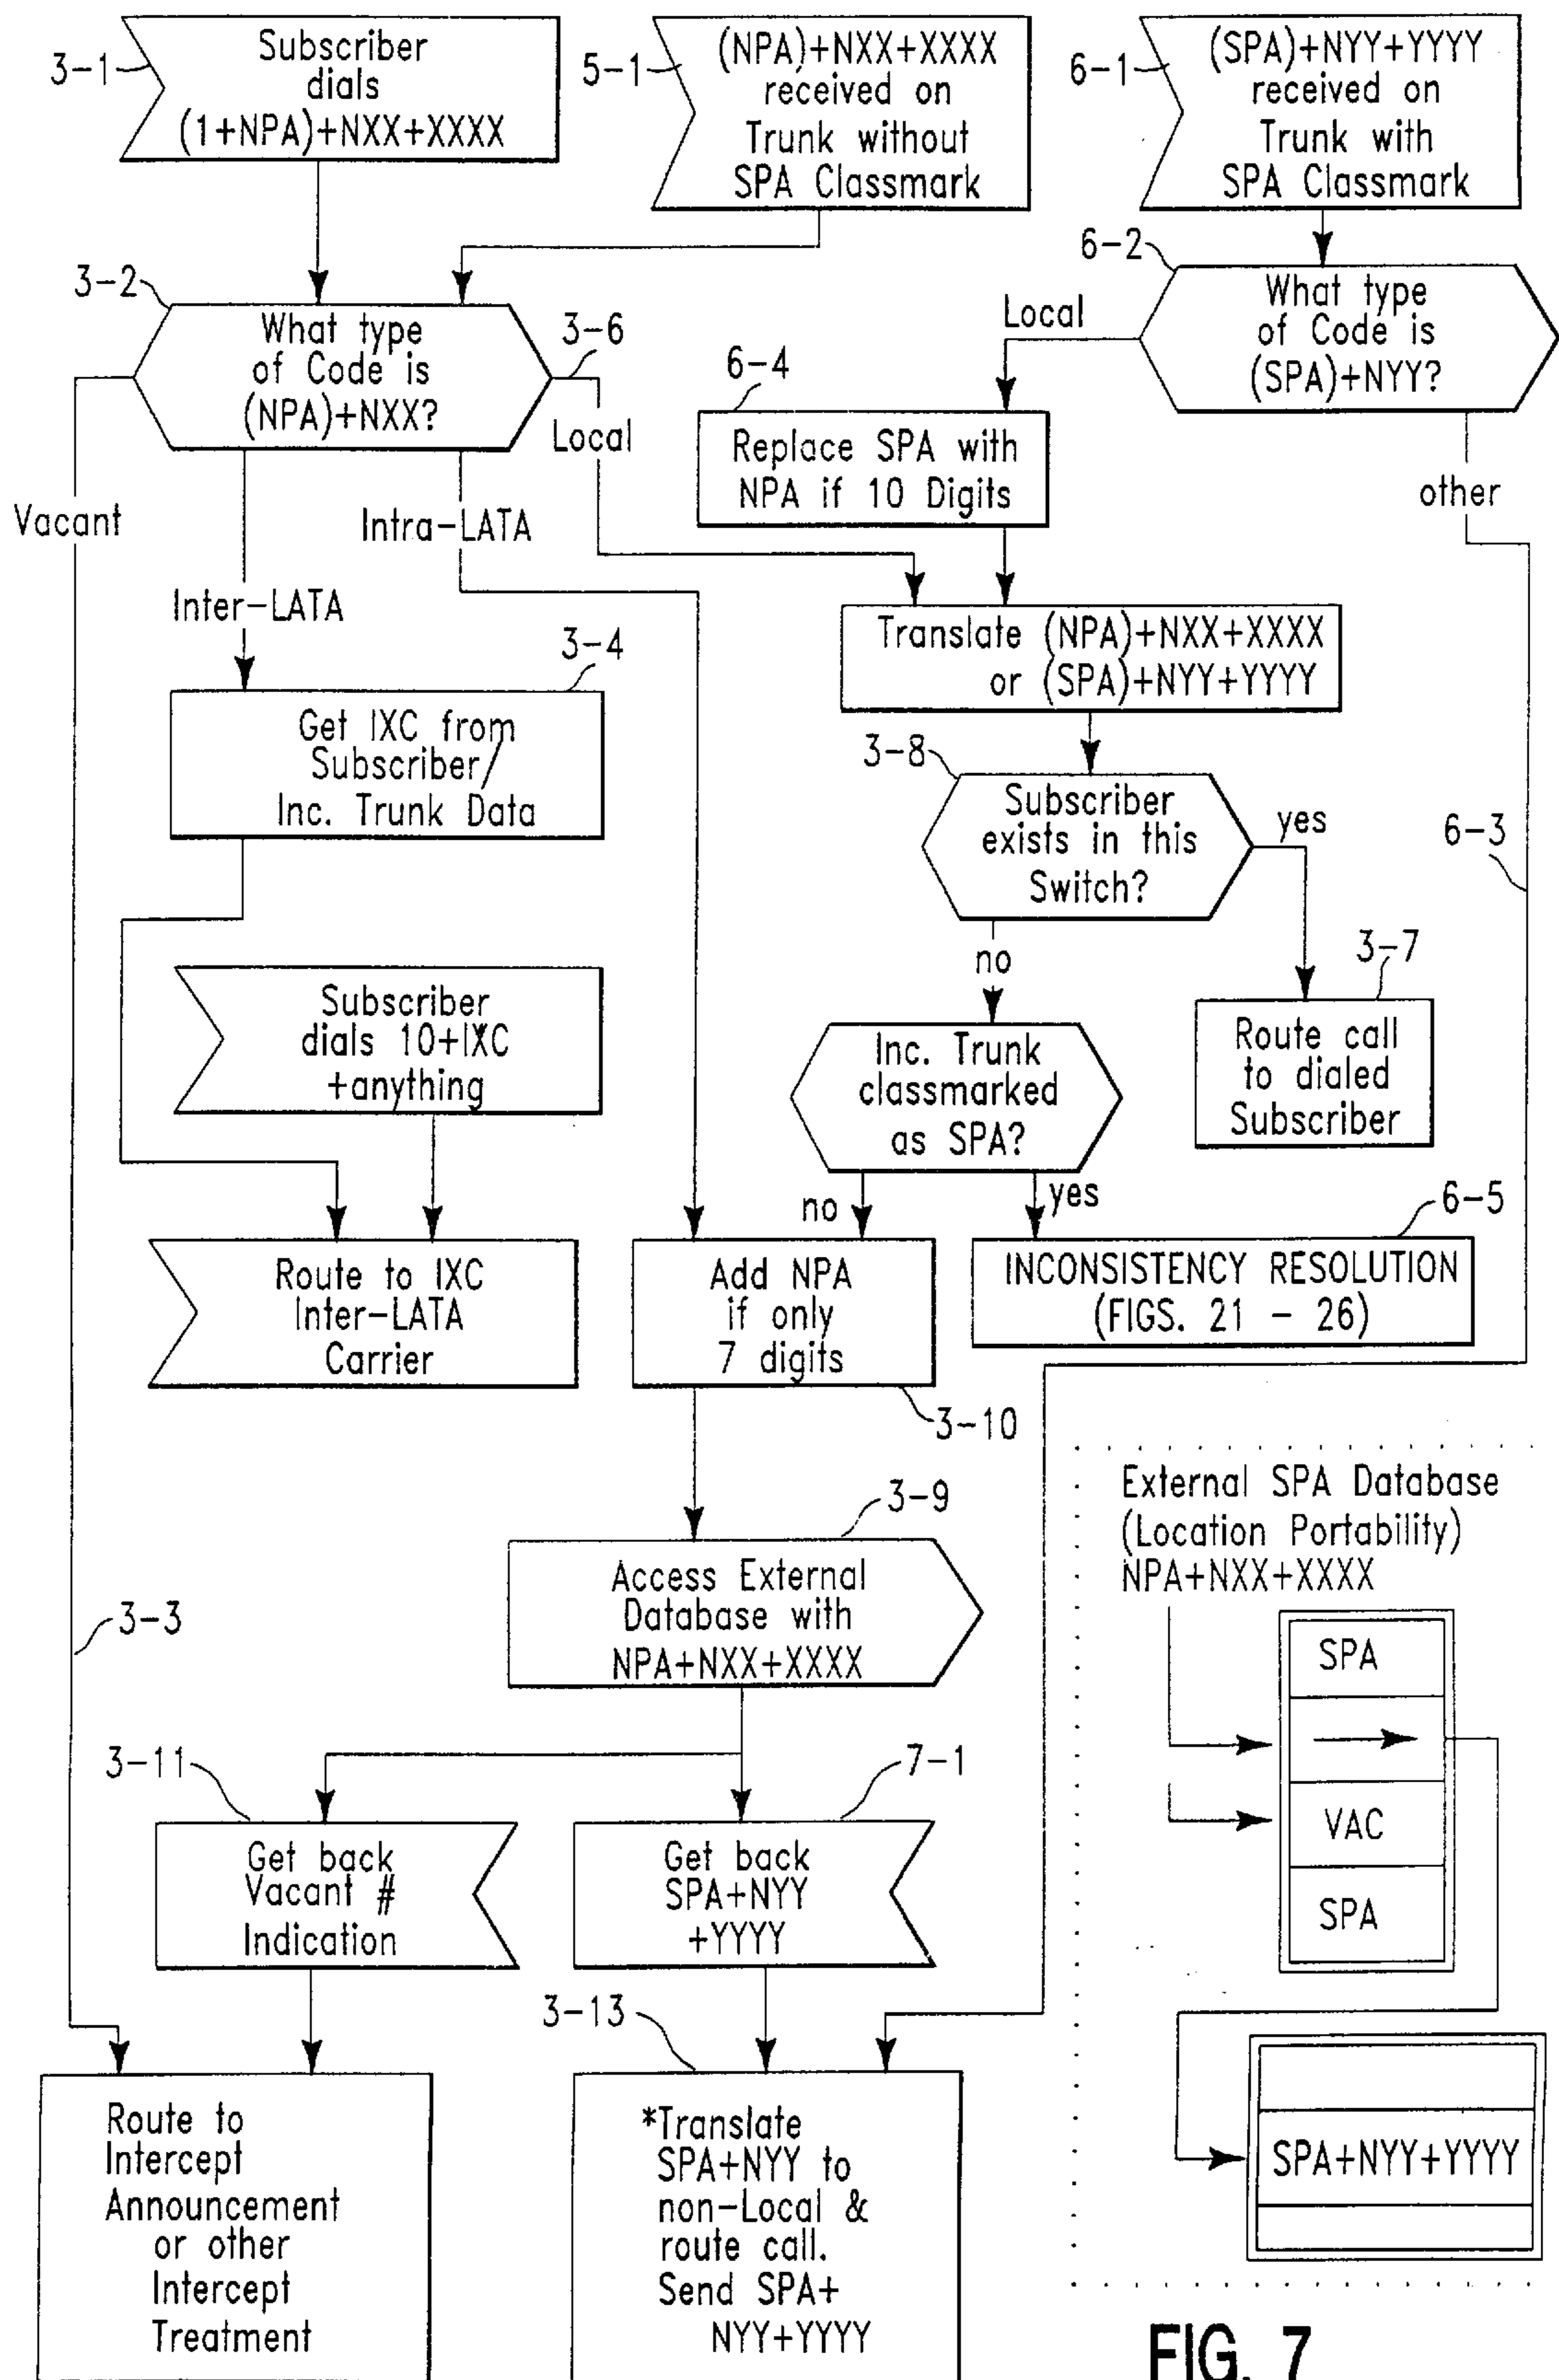 3-1
Subscriber
dials
(1+NPA)+NXX+XXXX
5-1
(NPA)+NXX+XXXX
received on
Trunk without
SPA Classmark
6-1
(SPA)+NYY+YYYY
received on
Trunk with
SPA Classmark
3-2
What type
of Code is
(NPA)+NXX?
3-6
Local
6-2
What type
of Code is
(SPA)+NYY?
Local
6-4
Replace SPA with
NPA if 10 Digits
other
Vacant
Intra-LATA
Inter-LATA
Translate (NPA)+NXX+XXXX
or (SPA)+NYY+YYYY
3-4
Get IXC from
Subscriber/
Inc. Trunk Data
3-8
Subscriber
exists in this
Switch?
yes
6-3
no
3-7
Route call
to dialed
Subscriber
Subscriber
dials 10+IXC
+anything
Inc. Trunk
classmarked
as SPA?
no
yes
6-5
Route to IXC
Inter-LATA
Carrier
Add NPA
if only
7 digits
INCONSISTENCY RESOLUTION
(FIGS. 21 - 26)
3-10
3-9
Access External
Database with
NPA+NXX+XXXX
3-3
External SPA Database
(Location Portability)
NPA+NXX+XXXX
SPA
VAC
SPA
SPA+NYY+YYYY
3-11
Get back
Vacant #
Indication
7-1
Get back
SPA+NYY
+YYYY
3-13
Route to
Intercept
Announcement
or other
Intercept
Treatment
*Translate
SPA+NYY to
non-Local &
route call.
Send SPA+
NYY+YYYY
FIG. 7